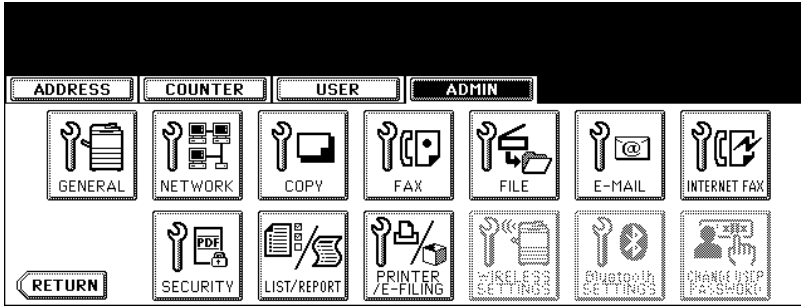 ADDRESS COUNTER USER ADMIN
GENERAL NETWORK COPY FAX FILE E-MAIL INTERNET FAX
PDF
@
SECURITY LIST/REPORT PRINTER /E-FILING WIRELESS SETTINGS Bluetooth SETTINGS CHANGE USER PASSWORD
RETURN